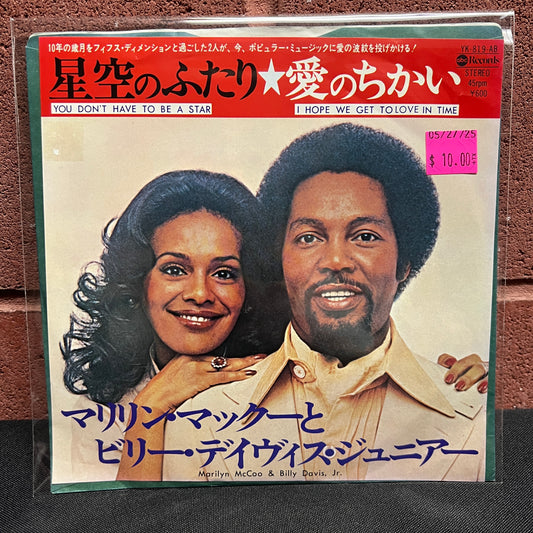 10年の歳月をフィフス・ディメンションと過ごした2人が、今、ポピュラー・ミュージックに愛の波紋を投げかける!
YK-819-AB
abc Records
STEREO
45rpm
¥600
星空のふたり★愛のちかい
YOU DON'T HAVE TO BE A STAR
I HOPE WE GET TO LOVE IN TIME
05/27/25
$ 10.00
マリリン・マックーと
ビリー・デイヴィス・ジュニアー
Marilyn McCoo & Billy Davis, Jr.